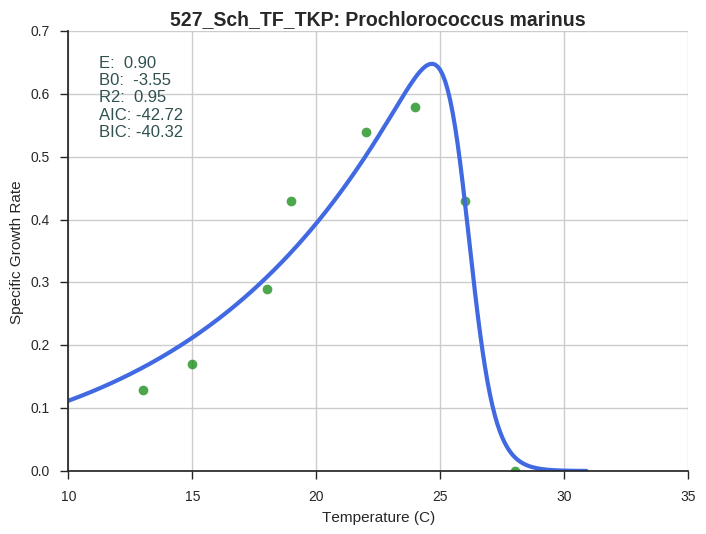 527_Sch_TF_TKP: Prochlorococcus marinus
E:  0.90
B0:  -3.55
R2:  0.95
AIC: -42.72
BIC: -40.32
Specific Growth Rate
0.7
0.6
0.5
0.4
0.3
0.2
0.1
0.0
10 15 20 25 30 35
Temperature (C)